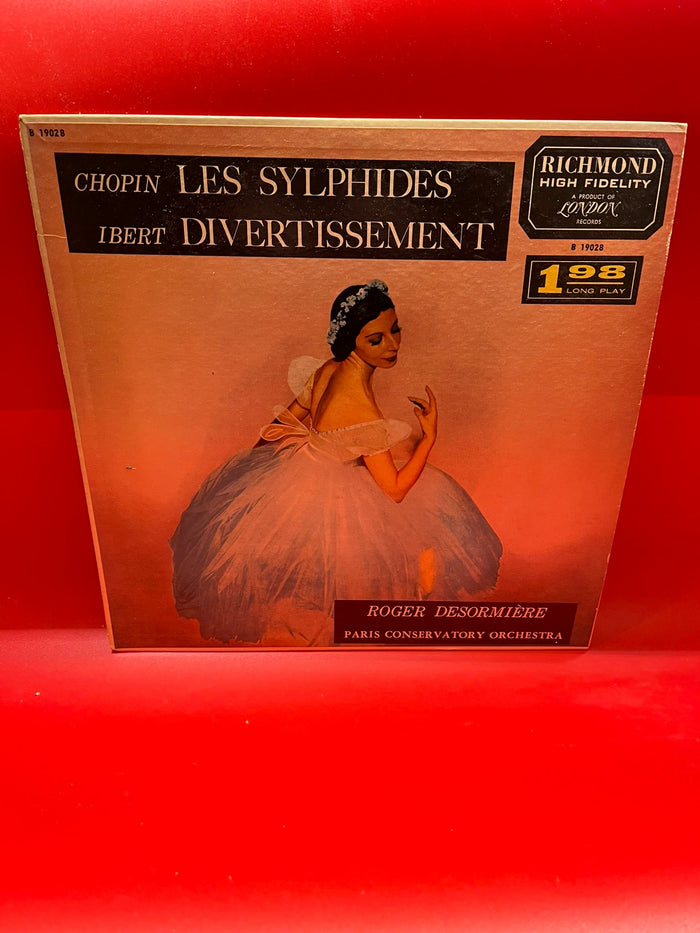 B 19028
CHOPIN LES SYLPHIDES
IBERT DIVERTISSEMENT
RICHMOND
HIGH FIDELITY
A PRODUCT OF
LONDON
RECORDS
B 19028
1 98
LONG PLAY
ROGER DESORMIÈRE
PARIS CONSERVATORY ORCHESTRA